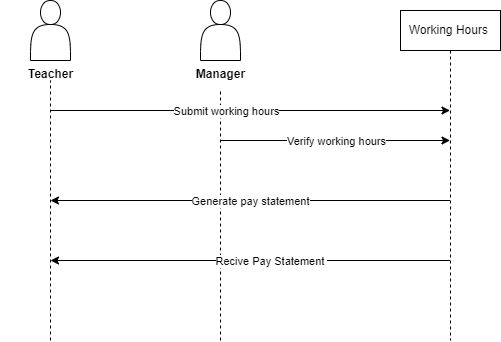 Working Hours
Teacher
Manager
Submit working hours
Verify working hours
Generate pay statement
Recive Pay Statement